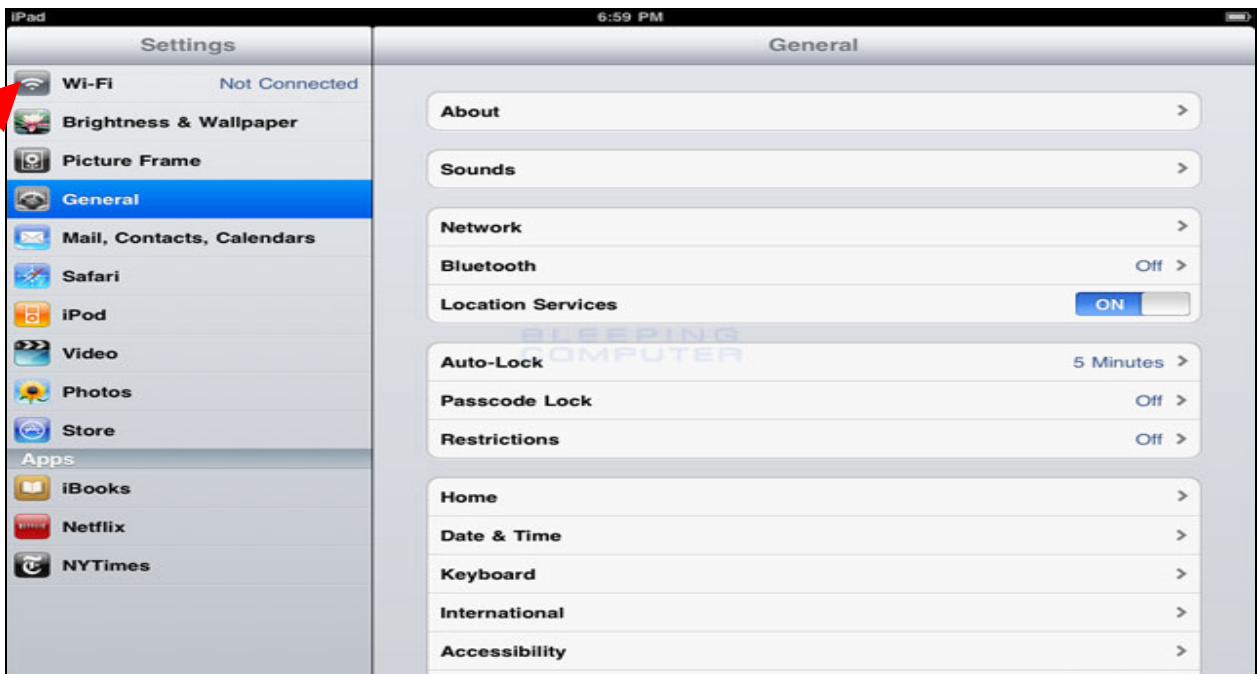 iPad 6:59 PM
Settings
General
Wi-Fi Not Connected
Brightness & Wallpaper
Picture Frame
General
Mail, Contacts, Calendars
Safari
iPod
Video
Photos
Store
Apps
iBooks
Netflix
NYTimes
About
Sounds
Network
Bluetooth Off
Location Services ON
BLEEPING
COMPUTER
Auto-Lock 5 Minutes
Passcode Lock Off
Restrictions Off
Home
Date & Time
Keyboard
International
Accessibility